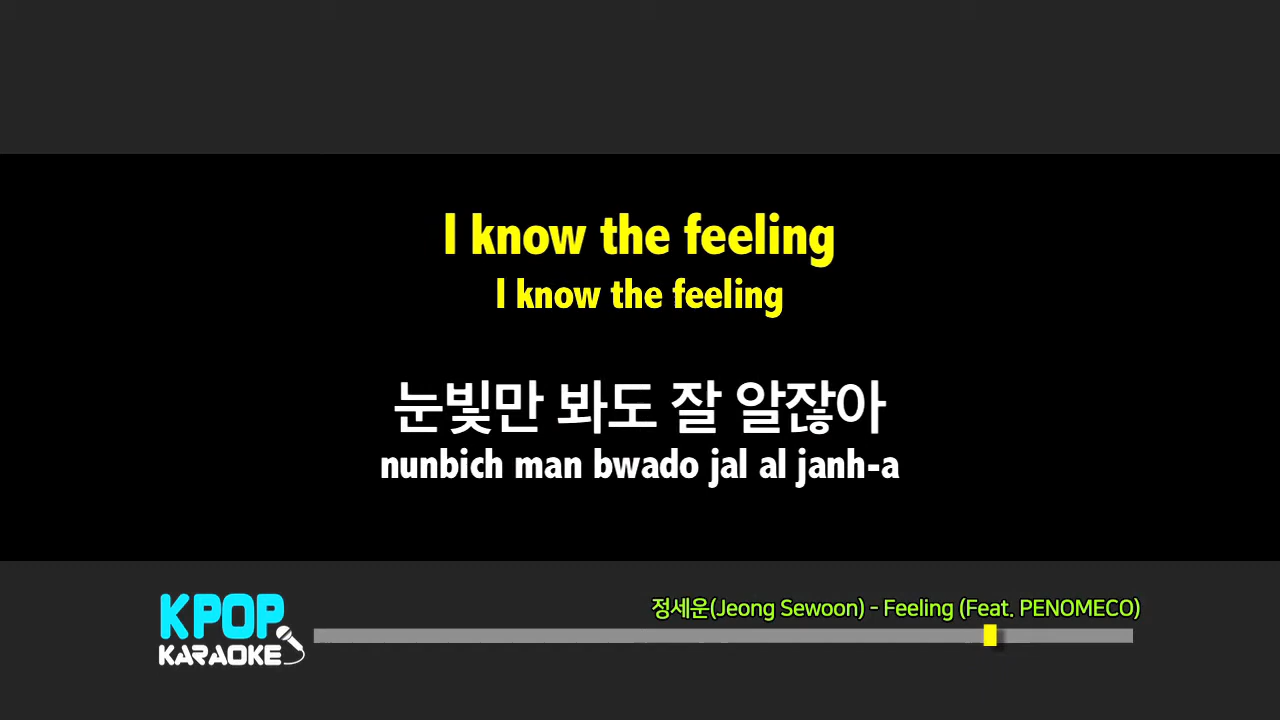 I know the feeling
I know the feeling
눈빛만 봐도 잘 알잖아
nunbich man bwado jal al janh-a
정세운(Jeong Sewoon) - Feeling (Feat. PENOMECO)
KPOP
KARAOKE